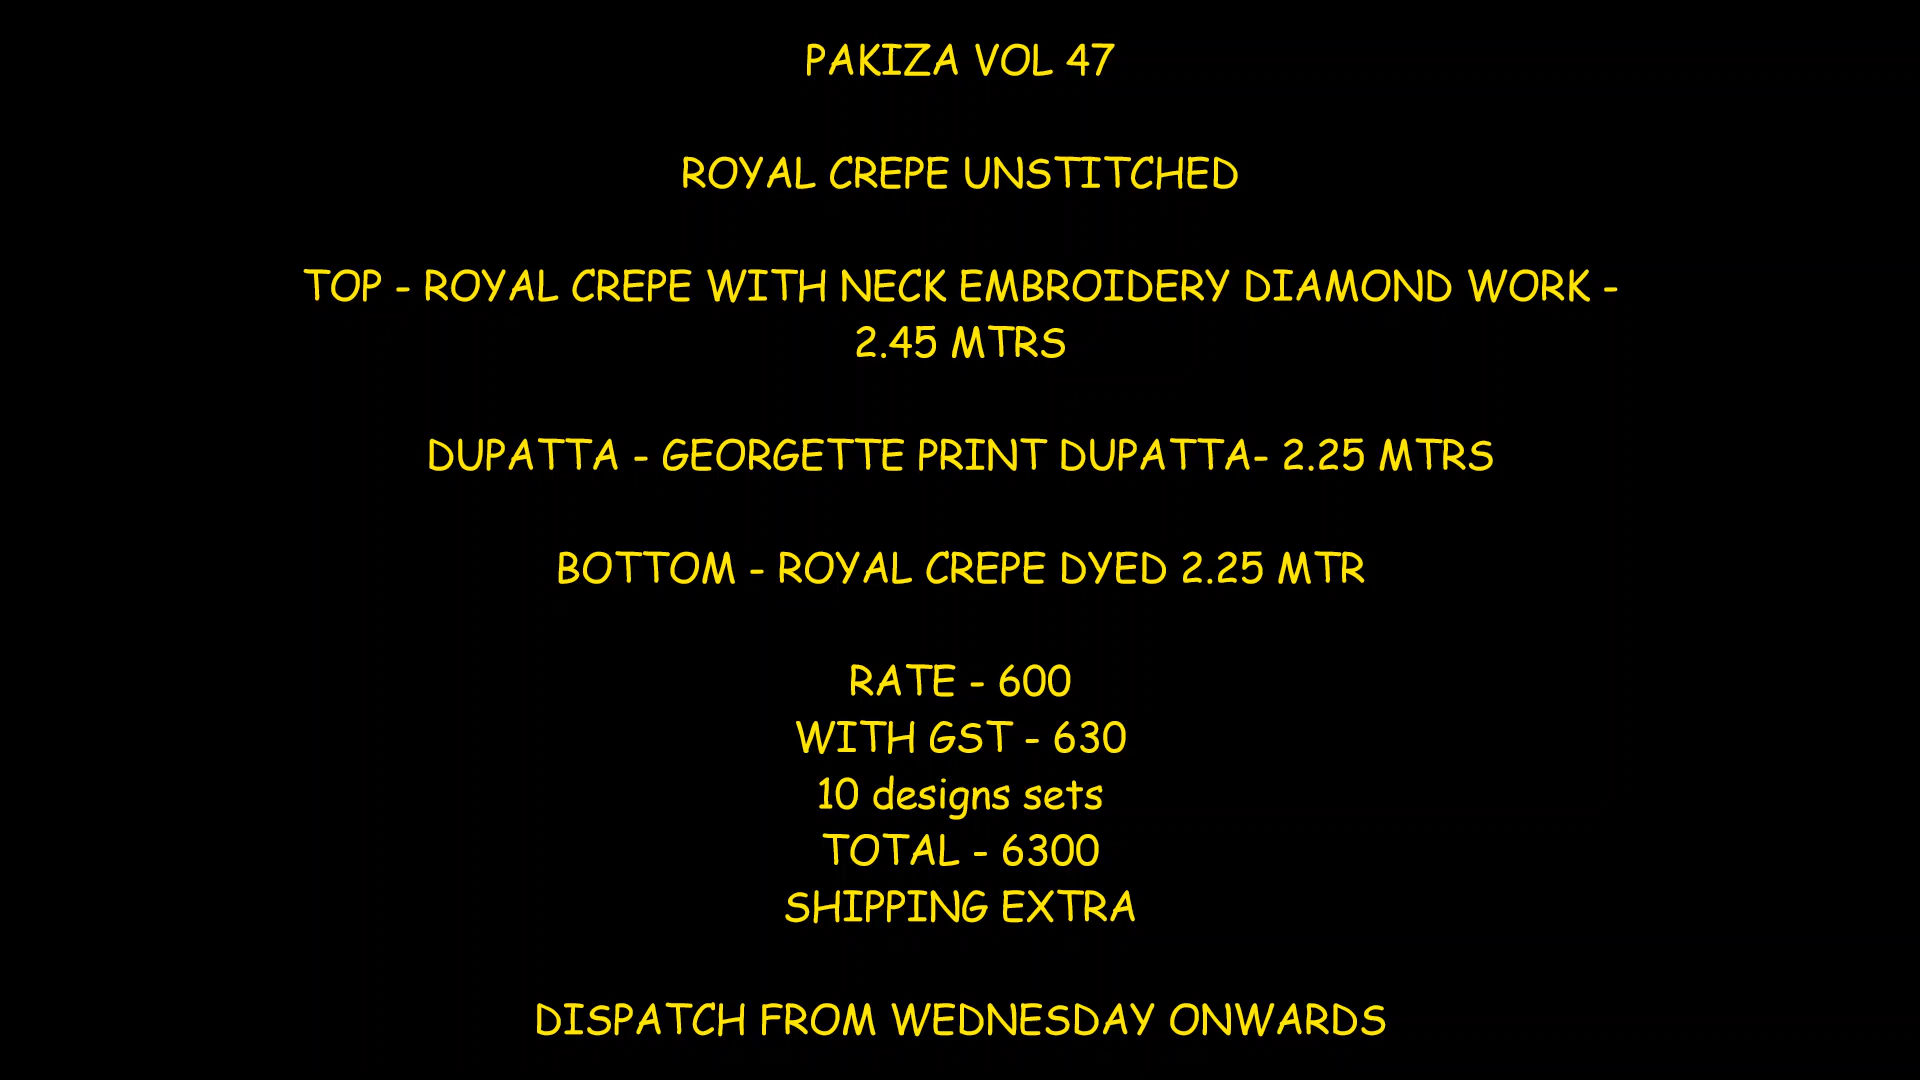 PAKIZA VOL 47
ROYAL CREPE UNSTITCHED
TOP - ROYAL CREPE WITH NECK EMBROIDERY DIAMOND WORK -
2.45 MTRS
DUPATTA - GEORGETTE PRINT DUPATTA- 2.25 MTRS
BOTTOM - ROYAL CREPE DYED 2.25 MTR
RATE - 600
WITH GST - 630
10 designs sets
TOTAL - 6300
SHIPPING EXTRA
DISPATCH FROM WEDNESDAY ONWARDS